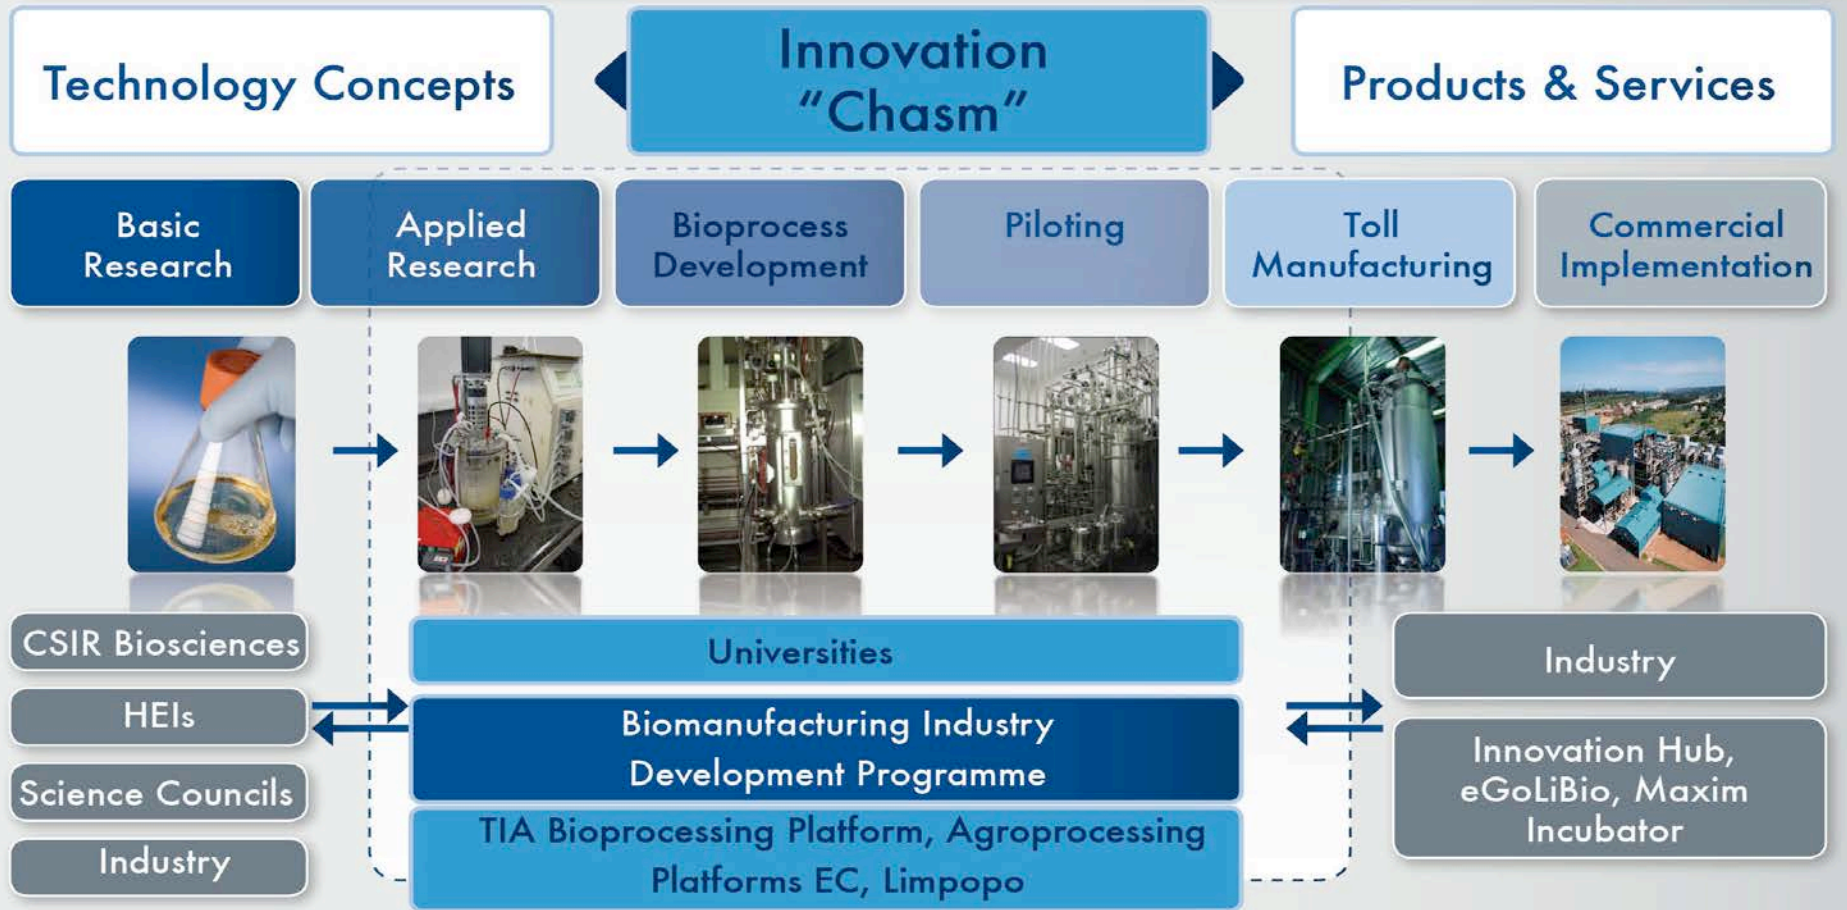 Technology Concepts
Innovation
“Chasm”
Products & Services
Basic
Research
Applied
Research
Bioprocess
Development
Piloting
Toll
Manufacturing
Commercial
Implementation
CSIR Biosciences
HEIs
Science Councils
Industry
Universities
Biomanufacturing Industry
Development Programme
TIA Bioprocessing Platform, Agroprocessing
Platforms EC, Limpopo
Industry
Innovation Hub,
eGoLiBio, Maxim
Incubator